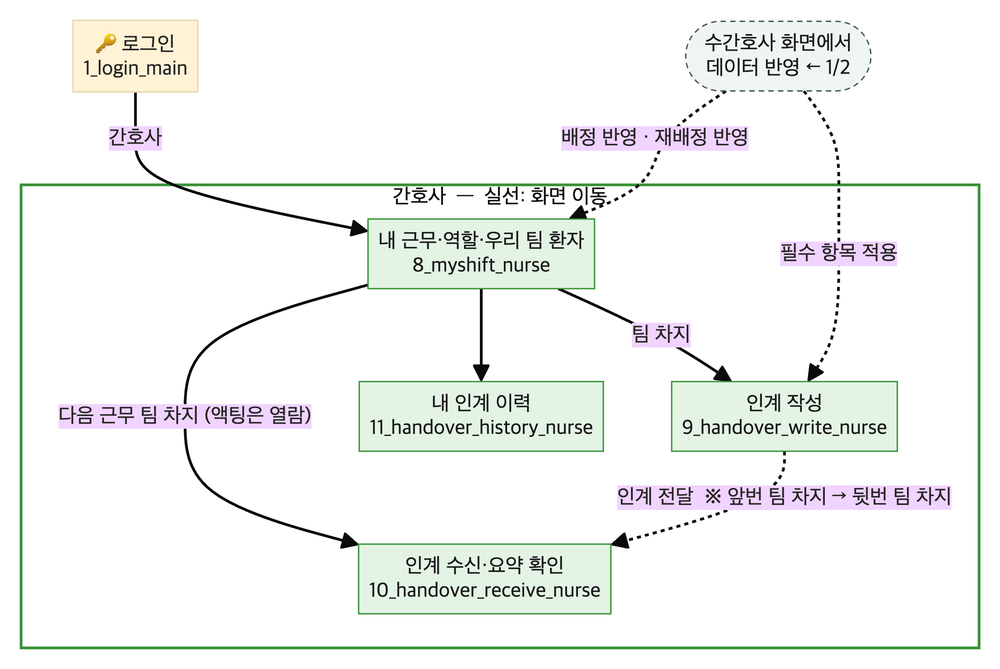 🔑 로그인
1_login_main
수간호사 화면에서
데이터 반영 ← 1/2
간호사
배정 반영 · 재배정 반영
간호사 — 실선: 화면 이동
내 근무·역할·우리 팀 환자
8_myshift_nurse
필수 항목 적용
팀 차지
다음 근무 팀 차지 (액팅은 열람)
내 인계 이력
11_handover_history_nurse
인계 작성
9_handover_write_nurse
인계 전달 ※ 앞번 팀 차지 → 뒷번 팀 차지
인계 수신·요약 확인
10_handover_receive_nurse